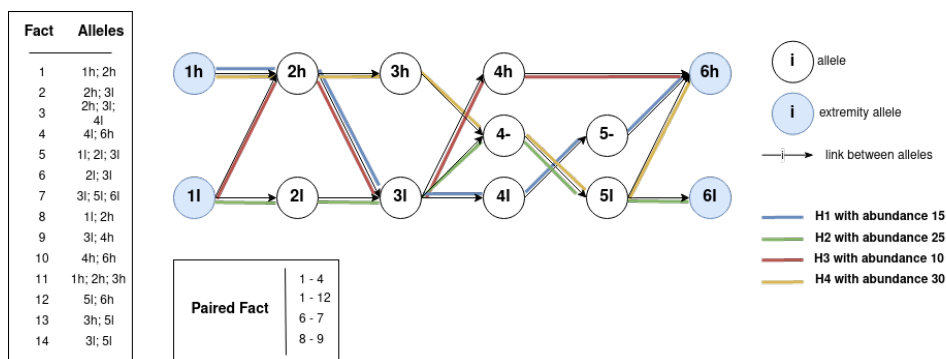 Fact Alleles
1 1h; 2h
2 2h; 3l
3 2h; 3l;
4l
4 4l; 6h
5 1l; 2l; 3l
6 2l; 3l
7 3l; 5l; 6l
8 1l; 2h
9 3l; 4h
10 4h; 6h
11 1h; 2h; 3h
12 5l; 6h
13 3h; 5l
14 3l; 5l
1h 2h 3h 4h 6h
4- 5-
1l 2l 3l 4l 5l 6l
i allele
i extremity allele
i link between alleles
H1 with abundance 15
H2 with abundance 25
H3 with abundance 10
H4 with abundance 30
Paired Fact
1 - 4
1 - 12
6 - 7
8 - 9